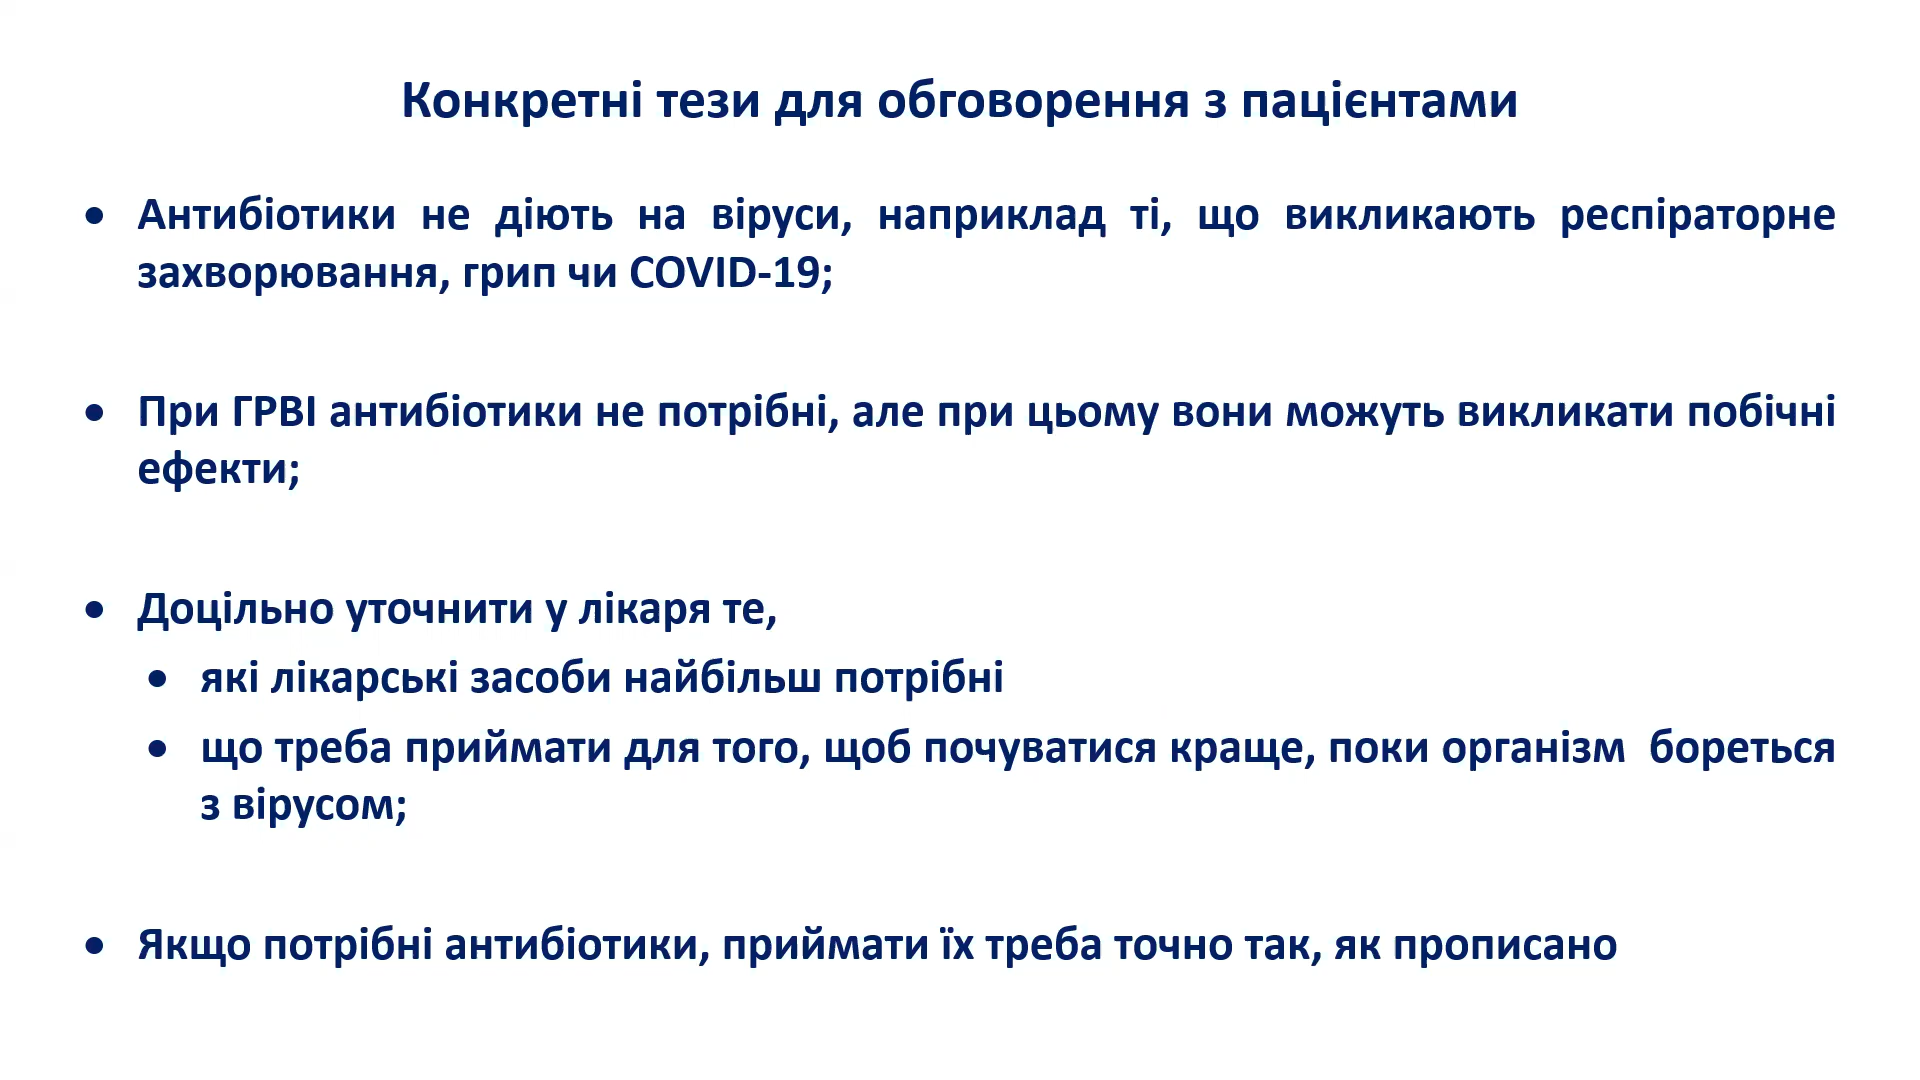 Конкретні тези для обговорення з пацієнтами
• Антибіотики не діють на віруси, наприклад ті, що викликають респіраторне
захворювання, грип чи COVID-19;
• При ГРВІ антибіотики не потрібні, але при цьому вони можуть викликати побічні
ефекти;
• Доцільно уточнити у лікаря те,
• які лікарські засоби найбільш потрібні
• що треба приймати для того, щоб почуватися краще, поки організм бореться
з вірусом;
• Якщо потрібні антибіотики, приймати їх треба точно так, як прописано